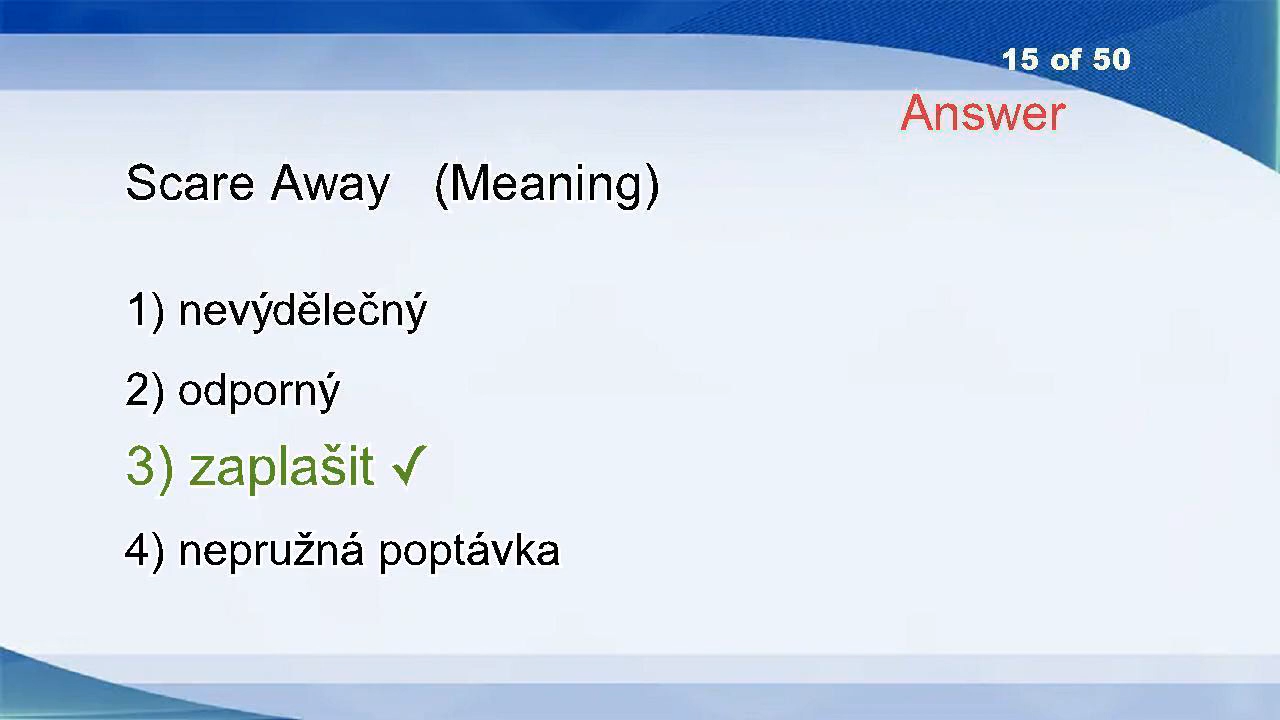 15 of 50
Answer
Scare Away (Meaning)
1) nevýdělečný
2) odporný
3) zaplašit ✓
4) nepružná poptávka